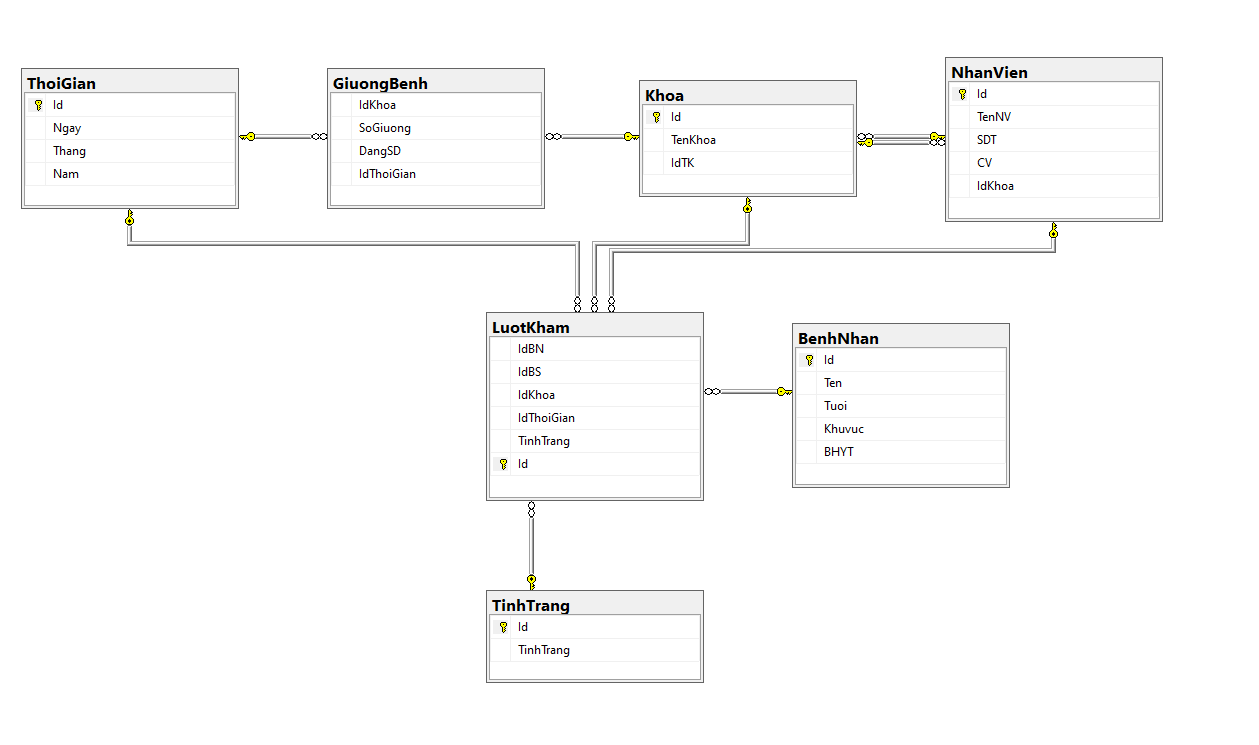 ThoiGian
Id
Ngay
Thang
Nam
GiuongBenh
IdKhoa
SoGiuong
DangSD
IdThoiGian
Khoa
Id
TenKhoa
IdTK
NhanVien
Id
TenNV
SDT
CV
IdKhoa
LuotKham
IdBN
IdBS
IdKhoa
IdThoiGian
TinhTrang
Id
BenhNhan
Id
Ten
Tuoi
Khuvuc
BHYT
TinhTrang
Id
TinhTrang